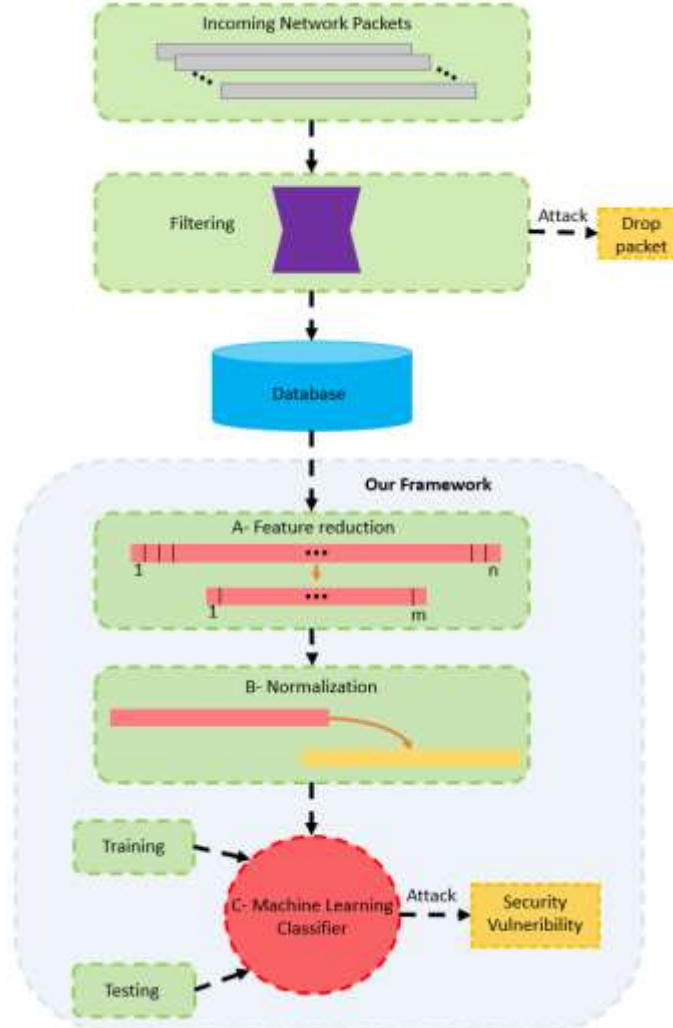 Incoming Network Packets
Filtering
Attack
Drop
packet
Database
Our Framework
A- Feature reduction
...
1
n
...
1
m
B- Normalization
Training
C- Machine Learning
Classifier
Attack
Security
Vulneribility
Testing